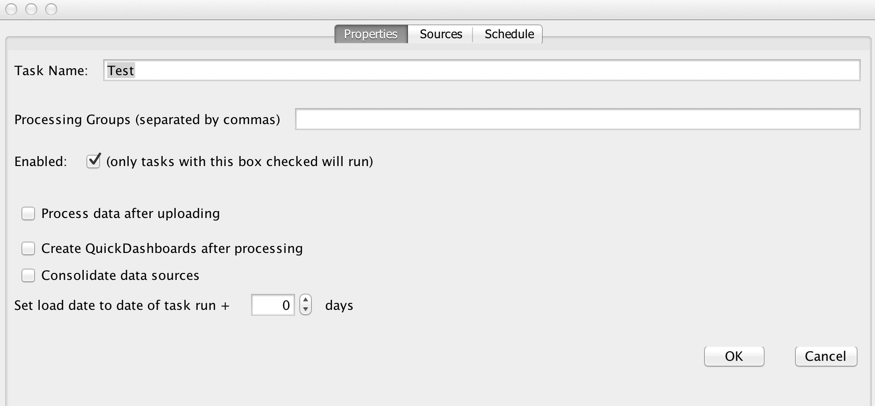 Properties Sources Schedule
Task Name: Test
Processing Groups (separated by commas)
Enabled: (only tasks with this box checked will run)
Process data after uploading
Create QuickDashboards after processing
Consolidate data sources
Set load date to date of task run + 0 days
OK Cancel